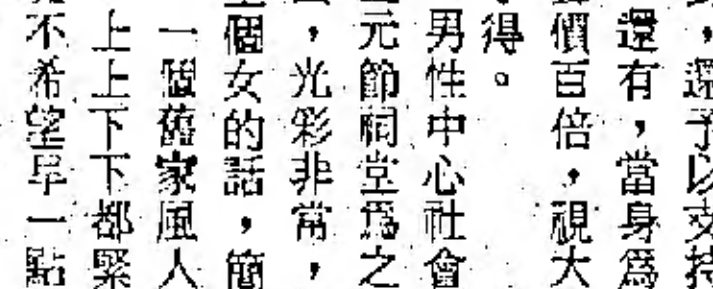 ，還予以支持
還有，當身爲
價百倍，視大
得。
男性中心社會
元節祠堂爲之
，光彩非常，
個女的話，簡
一個舊家風人
上上下下都緊
不希望早一點